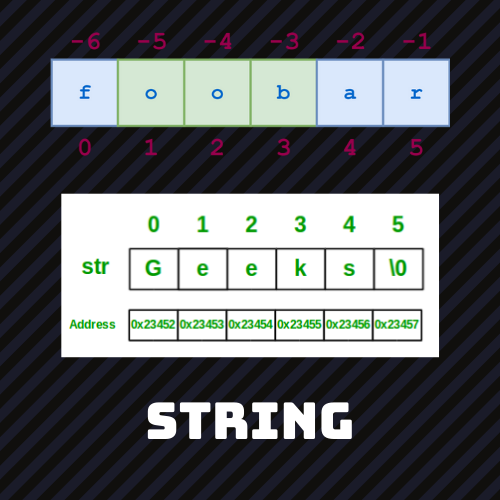 -6 -5 -4 -3 -2 -1
f o o b a r
0 1 2 3 4 5
0 1 2 3 4 5
str G e e k s \0
Address 0x23452 0x23453 0x23454 0x23455 0x23456 0x23457
STRING